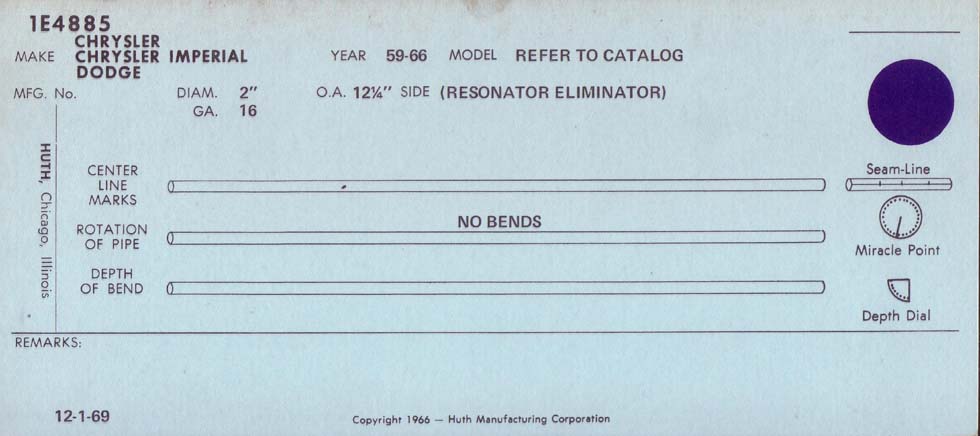 1E4885
CHRYSLER
MAKE CHRYSLER IMPERIAL YEAR 59-66 MODEL REFER TO CATALOG
DODGE
MFG. No. DIAM. 2" O.A. 12¼" SIDE (RESONATOR ELIMINATOR)
GA. 16
HUTH, Chicago, Illinois
CENTER
LINE
MARKS
Seam-Line
NO BENDS
ROTATION
OF PIPE
Miracle Point
DEPTH
OF BEND
Depth Dial
REMARKS:
12-1-69
Copyright 1966 — Huth Manufacturing Corporation